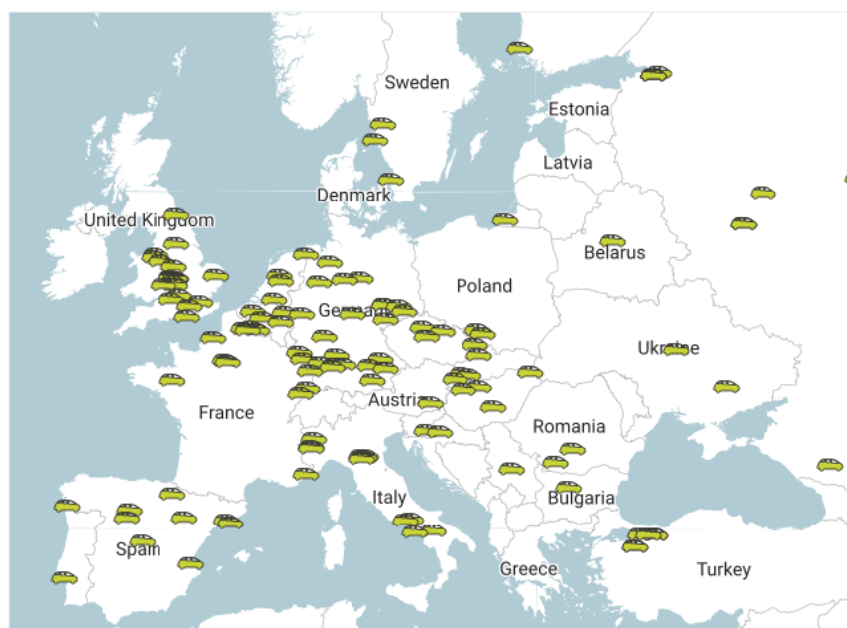 Sweden
Estonia
Latvia
Denmark
United Kingdom
Belarus
Poland
Germany
Ukraine
Austria
France
Romania
Italy
Bulgaria
Spain
Greece
Turkey